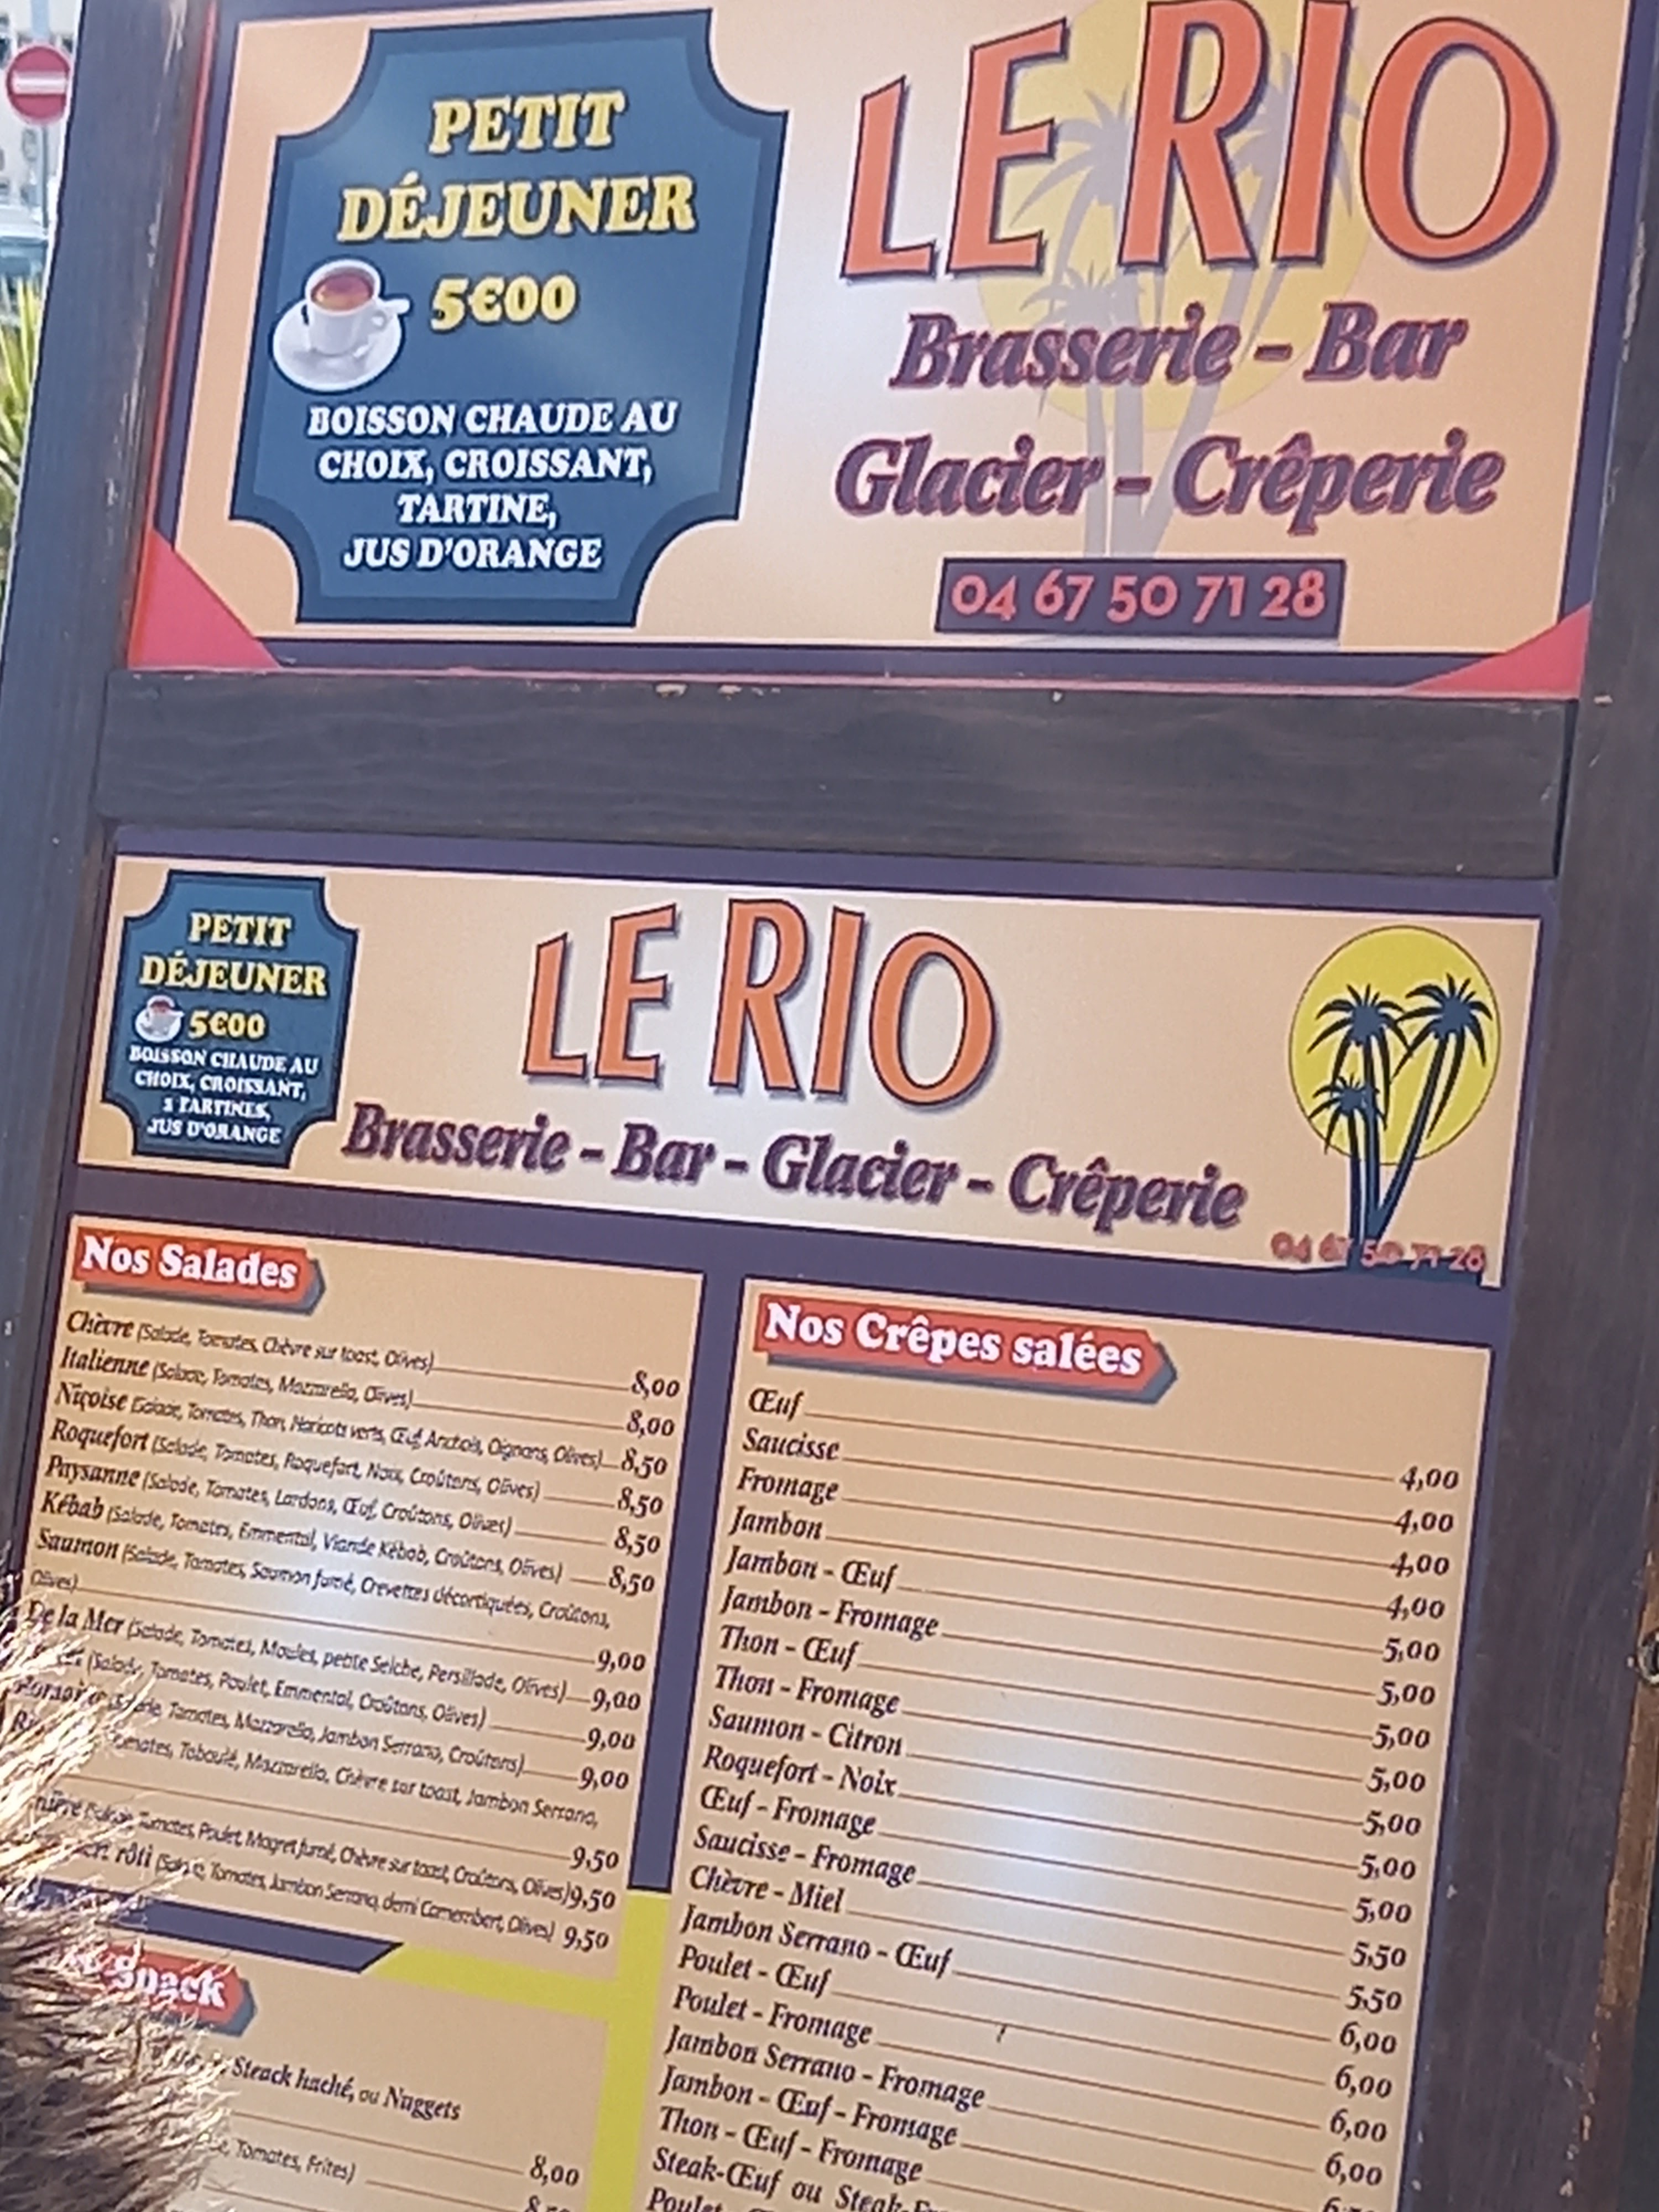 PETIT
DÉJEUNER
5€00
BOISSON CHAUDE AU
CHOIX, CROISSANT,
TARTINE,
JUS D'ORANGE
LE RIO
Brasserie - Bar
Glacier - Crêperie
04 67 50 71 28
PETIT
DÉJEUNER
5€00
BOISSON CHAUDE AU
CHOIX, CROISSANT,
2 TARTINES,
JUS D'ORANGE
LE RIO
Brasserie - Bar - Glacier - Crêperie
04 67 50 71 28
Nos Salades
Chèvre (Salade, Tomates, Chèvre sur toast, Olives) 8,00
Italienne (Salade, Tomates, Mozzarella, Olives) 8,00
Niçoise (Salade, Tomates, Thon, Haricots verts, Œuf, Anchois, Oignons, Olives) 8,50
Roquefort (Salade, Tomates, Roquefort, Noix, Croûtons, Olives) 8,50
Paysanne (Salade, Tomates, Lardons, Œuf, Croûtons, Olives) 8,50
Kébab (Salade, Tomates, Emmental, Viande Kébab, Croûtons, Olives) 8,50
Saumon (Salade, Tomates, Saumon fumé, Crevettes décortiquées, Croûtons,
Olives) 9,00
De la Mer (Salade, Tomates, Moules, petite Seiche, Persillade, Olives) 9,00
(Salade, Tomates, Poulet, Emmental, Croûtons, Olives) 9,00
(Salade, Tomates, Mozzarella, Jambon Serrano, Croûtons) 9,00
Tomates, Taboulé, Mozzarella, Chèvre sur toast, Jambon Serrano,
9,50
(Salade, Tomates, Poulet, Magret fumé, Chèvre sur toast, Croûtons, Olives) 9,50
rôti (Salade, Tomates, Jambon Serrano, demi Camembert, Olives) 9,50
Snack
Steack haché, ou Nuggets
Tomates, Frites) 8,00
Nos Crêpes salées
Œuf 4,00
Saucisse 4,00
Fromage 4,00
Jambon 4,00
Jambon - Œuf 5,00
Jambon - Fromage 5,00
Thon - Œuf 5,00
Thon - Fromage 5,00
Saumon - Citron 5,00
Roquefort - Noix 5,00
Œuf - Fromage 5,00
Saucisse - Fromage 5,50
Chèvre - Miel 5,50
Jambon Serrano - Œuf 6,00
Poulet - Œuf 6,00
Poulet - Fromage 6,00
Jambon Serrano - Fromage 6,00
Jambon - Œuf - Fromage
Thon - Œuf - Fromage
Steak-Œuf ou Steak
Poulet